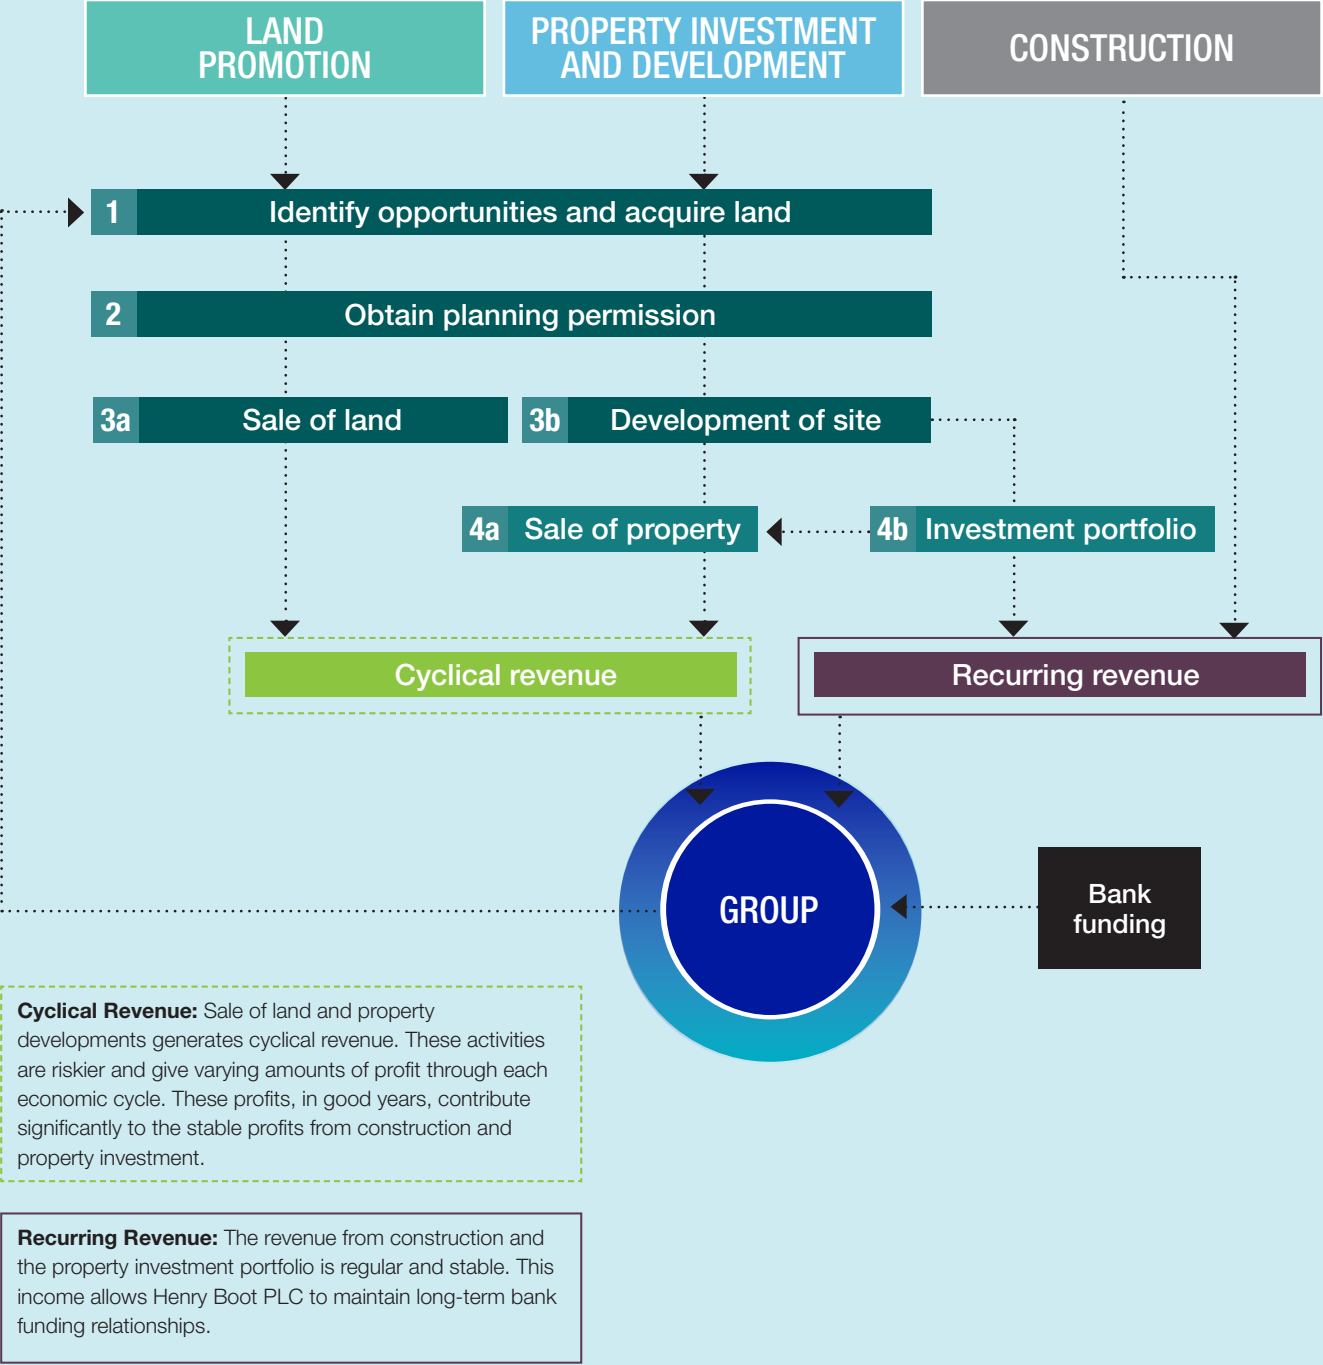 LAND
PROMOTION
PROPERTY INVESTMENT
AND DEVELOPMENT
CONSTRUCTION
1 Identify opportunities and acquire land
2 Obtain planning permission
3a Sale of land
3b Development of site
4a Sale of property
4b Investment portfolio
Cyclical revenue
Recurring revenue
GROUP
Bank
funding
Cyclical Revenue: Sale of land and property
developments generates cyclical revenue. These activities
are riskier and give varying amounts of profit through each
economic cycle. These profits, in good years, contribute
significantly to the stable profits from construction and
property investment.
Recurring Revenue: The revenue from construction and
the property investment portfolio is regular and stable. This
income allows Henry Boot PLC to maintain long-term bank
funding relationships.